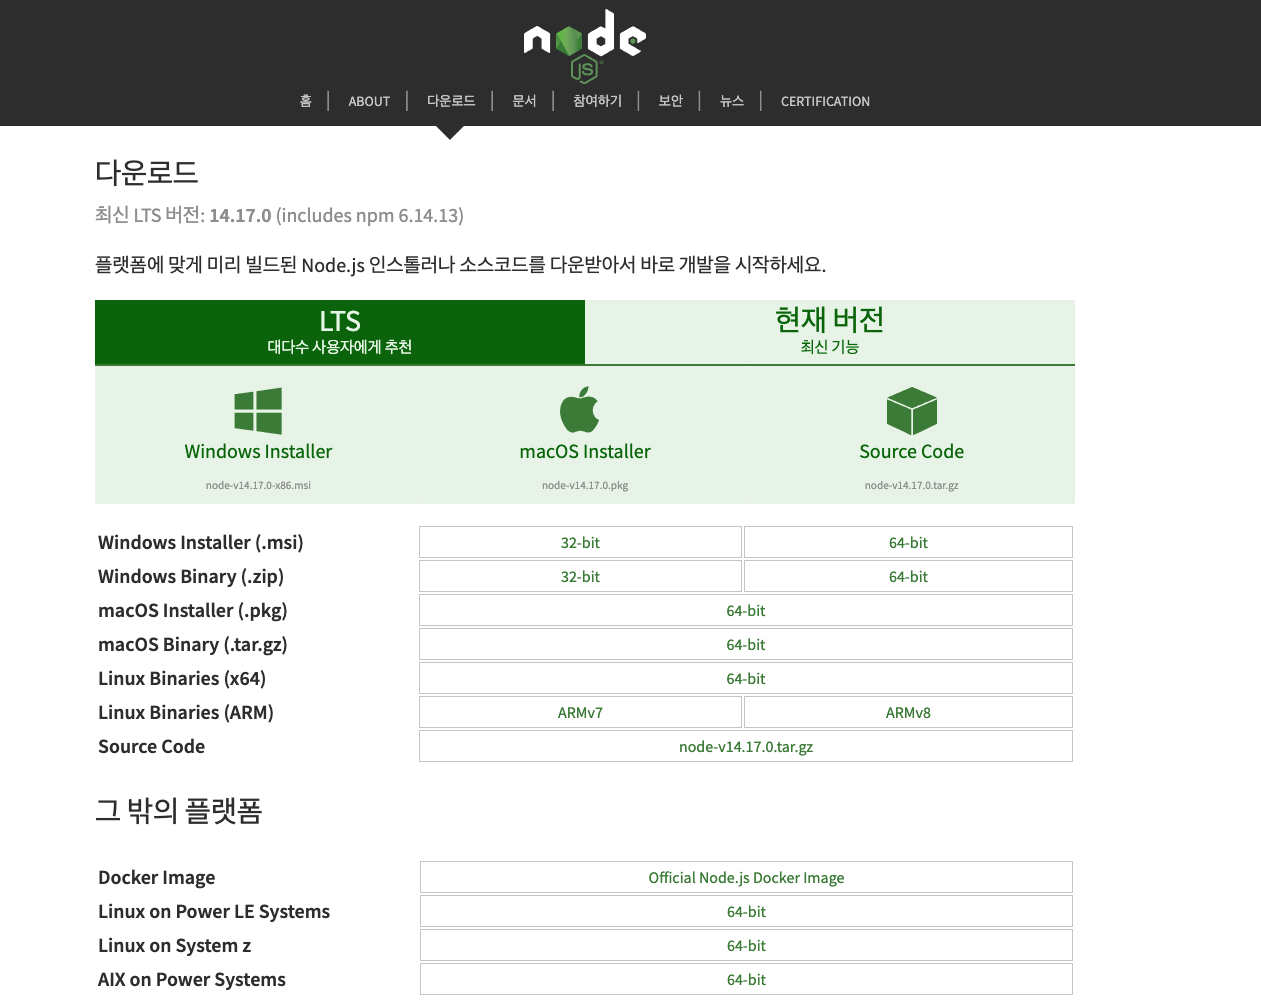 node
JS
홈 ABOUT 다운로드 문서 참여하기 보안 뉴스 CERTIFICATION
다운로드
최신 LTS 버전: 14.17.0 (includes npm 6.14.13)
플랫폼에 맞게 미리 빌드된 Node.js 인스톨러나 소스코드를 다운받아서 바로 개발을 시작하세요.
LTS 현재 버전
대다수 사용자에게 추천 최신 기능
Windows Installer macOS Installer Source Code
node-v14.17.0-x86.msi node-v14.17.0.pkg node-v14.17.0.tar.gz
Windows Installer (.msi) 32-bit 64-bit
Windows Binary (.zip) 32-bit 64-bit
macOS Installer (.pkg) 64-bit
macOS Binary (.tar.gz) 64-bit
Linux Binaries (x64) 64-bit
Linux Binaries (ARM) ARMv7 ARMv8
Source Code node-v14.17.0.tar.gz
그 밖의 플랫폼
Docker Image Official Node.js Docker Image
Linux on Power LE Systems 64-bit
Linux on System z 64-bit
AIX on Power Systems 64-bit